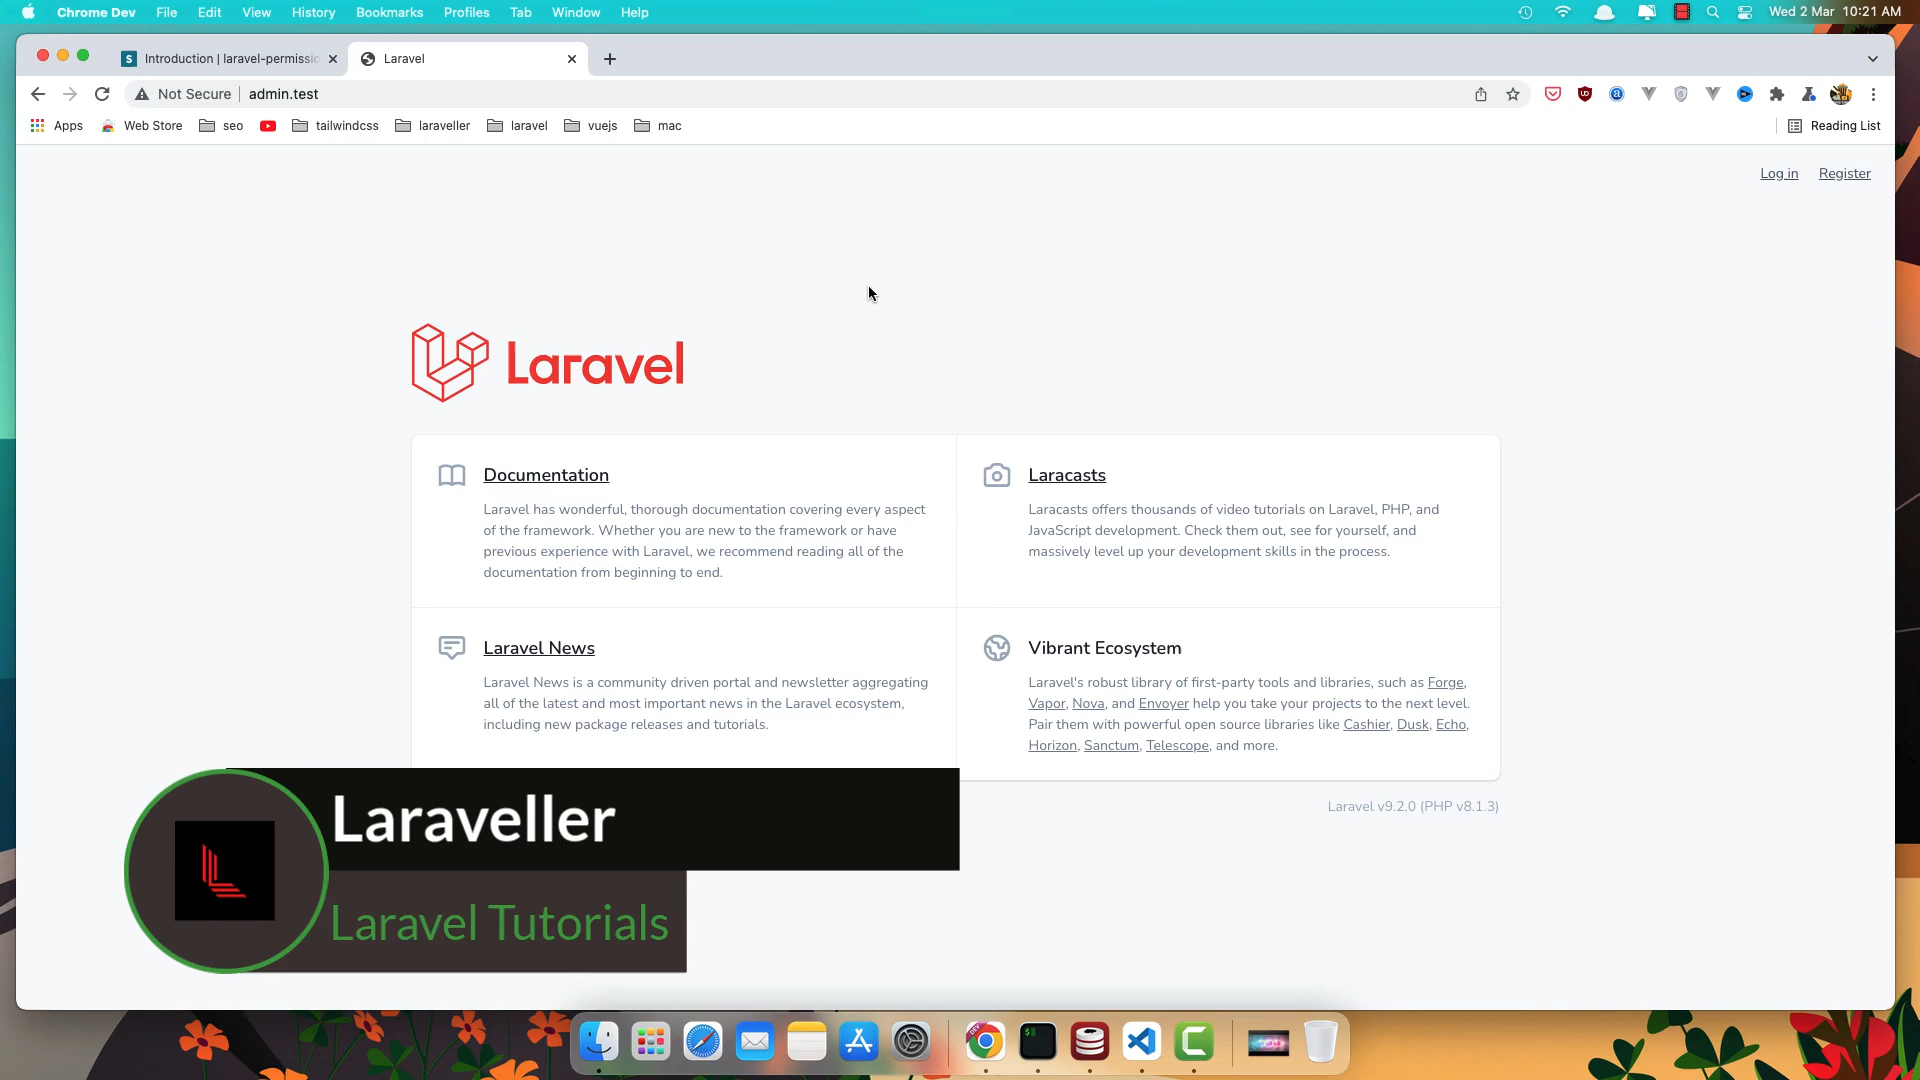 Chrome Dev File Edit View History Bookmarks Profiles Tab Window Help Wed 2 Mar 10:21 AM
Introduction | laravel-permissio Laravel
Not Secure admin.test
Apps Web Store seo tailwindcss laraveller laravel vuejs mac Reading List
Log in Register
Laravel
Documentation
Laravel has wonderful, thorough documentation covering every aspect
of the framework. Whether you are new to the framework or have
previous experience with Laravel, we recommend reading all of the
documentation from beginning to end.
Laracasts
Laracasts offers thousands of video tutorials on Laravel, PHP, and
JavaScript development. Check them out, see for yourself, and
massively level up your development skills in the process.
Laravel News
Laravel News is a community driven portal and newsletter aggregating
all of the latest and most important news in the Laravel ecosystem,
including new package releases and tutorials.
Vibrant Ecosystem
Laravel's robust library of first-party tools and libraries, such as Forge,
Vapor, Nova, and Envoyer help you take your projects to the next level.
Pair them with powerful open source libraries like Cashier, Dusk, Echo,
Horizon, Sanctum, Telescope, and more.
Laravel v9.2.0 (PHP v8.1.3)
Laraveller
Laravel Tutorials